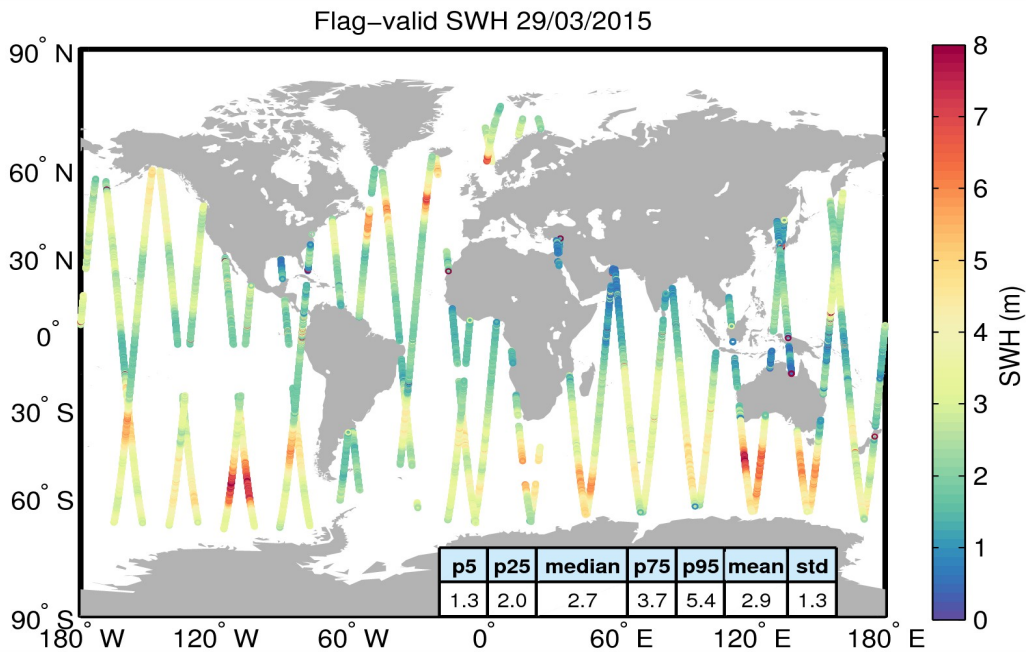 Flag−valid SWH 29/03/2015
90° N
60° N
30° N
0°
30° S
60° S
90° S
180° W
120° W
60° W
0°
60° E
120° E
180° E
p5 p25 median p75 p95 mean std
1.3 2.0 2.7 3.7 5.4 2.9 1.3
8
7
6
5
4
3
2
1
0
SWH (m)